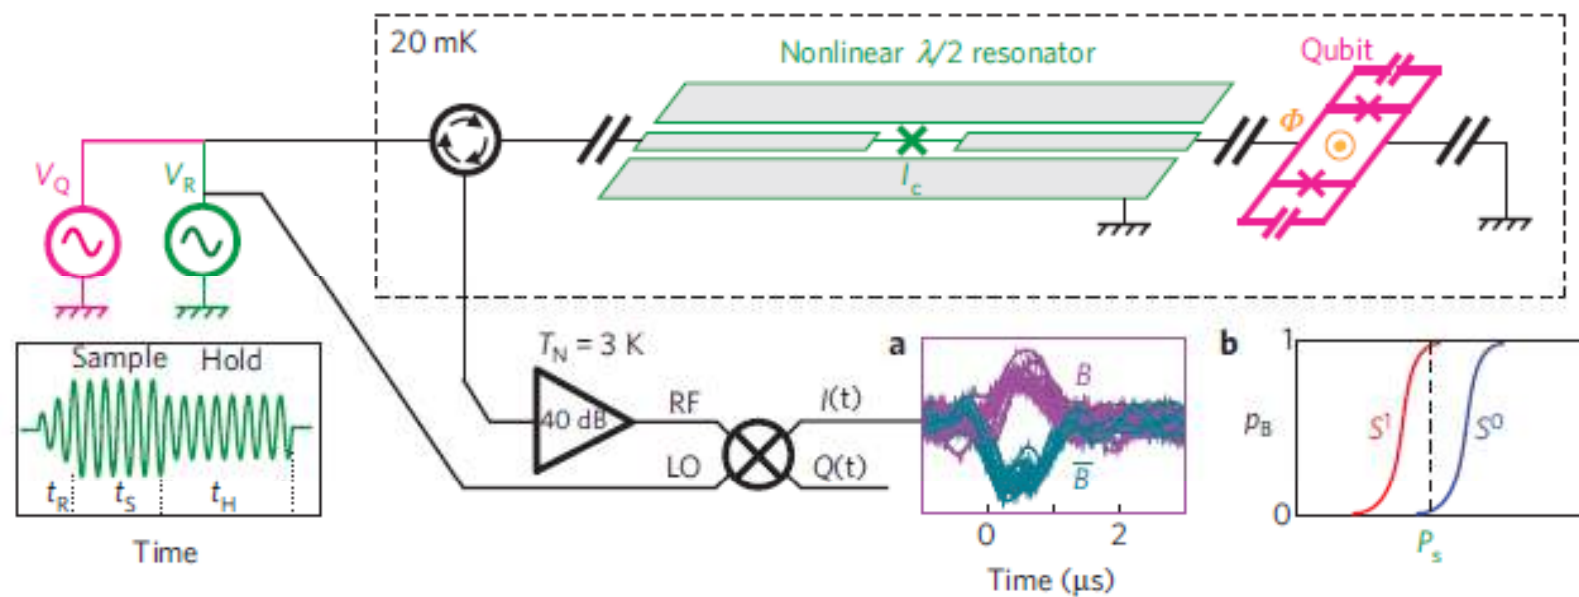 20 mK
Nonlinear λ/2 resonator
Qubit
Φ
V_Q
V_R
I_c
Sample Hold
t_R t_S t_H
Time
T_N = 3 K
40 dB
RF
LO
I(t)
Q(t)
a
B
B̅
0 2
Time (μs)
b
1
p_B
0
S¹
S⁰
P_s